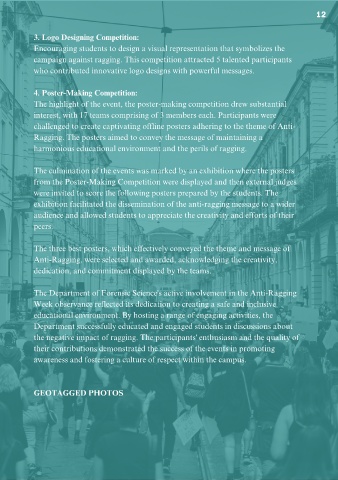 12
3. Logo Designing Competition:
Encouraging students to design a visual representation that symbolizes the
campaign against ragging. This competition attracted 5 talented participants
who contributed innovative logo designs with powerful messages.
4. Poster-Making Competition:
The highlight of the event, the poster-making competition drew substantial
interest, with 17 teams comprising of 3 members each. Participants were
challenged to create captivating offline posters adhering to the theme of Anti-
Ragging. The posters aimed to convey the message of maintaining a
harmonious educational environment and the perils of ragging.
The culmination of the events was marked by an exhibition where the posters
from the Poster-Making Competition were displayed and then external judges
were invited to score the following posters prepared by the students. The
exhibition facilitated the dissemination of the anti-ragging message to a wider
audience and allowed students to appreciate the creativity and efforts of their
peers.
The three best posters, which effectively conveyed the theme and message of
Anti-Ragging, were selected and awarded, acknowledging the creativity,
dedication, and commitment displayed by the teams.
The Department of Forensic Science's active involvement in the Anti-Ragging
Week observance reflected its dedication to creating a safe and inclusive
educational environment. By hosting a range of engaging activities, the
Department successfully educated and engaged students in discussions about
the negative impact of ragging. The participants' enthusiasm and the quality of
their contributions demonstrated the success of the events in promoting
awareness and fostering a culture of respect within the campus.
GEOTAGGED PHOTOS